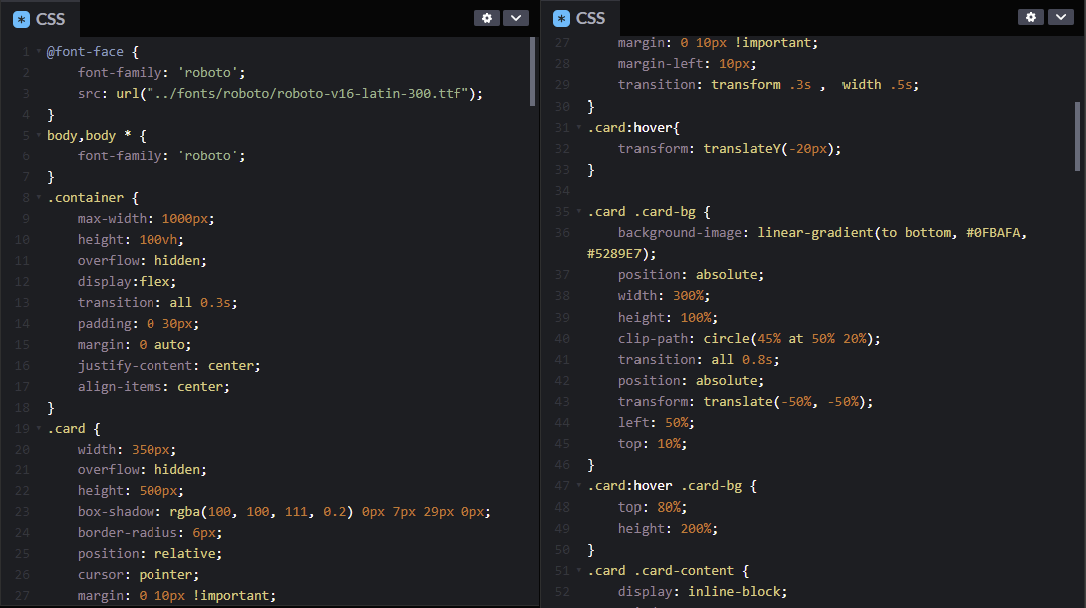 CSS
1 @font-face {
2 font-family: 'roboto';
3 src: url("../fonts/roboto/roboto-v16-latin-300.ttf");
4 }
5 body,body * {
6 font-family: 'roboto';
7 }
8 .container {
9 max-width: 1000px;
10 height: 100vh;
11 overflow: hidden;
12 display:flex;
13 transition: all 0.3s;
14 padding: 0 30px;
15 margin: 0 auto;
16 justify-content: center;
17 align-items: center;
18 }
19 .card {
20 width: 350px;
21 overflow: hidden;
22 height: 500px;
23 box-shadow: rgba(100, 100, 111, 0.2) 0px 7px 29px 0px;
24 border-radius: 6px;
25 position: relative;
26 cursor: pointer;
27 margin: 0 10px !important;
CSS
27 margin: 0 10px !important;
28 margin-left: 10px;
29 transition: transform .3s , width .5s;
30 }
31 .card:hover{
32 transform: translateY(-20px);
33 }
34
35 .card .card-bg {
36 background-image: linear-gradient(to bottom, #0FBAFA,
#5289E7);
37 position: absolute;
38 width: 300%;
39 height: 100%;
40 clip-path: circle(45% at 50% 20%);
41 transition: all 0.8s;
42 position: absolute;
43 transform: translate(-50%, -50%);
44 left: 50%;
45 top: 10%;
46 }
47 .card:hover .card-bg {
48 top: 80%;
49 height: 200%;
50 }
51 .card .card-content {
52 display: inline-block;